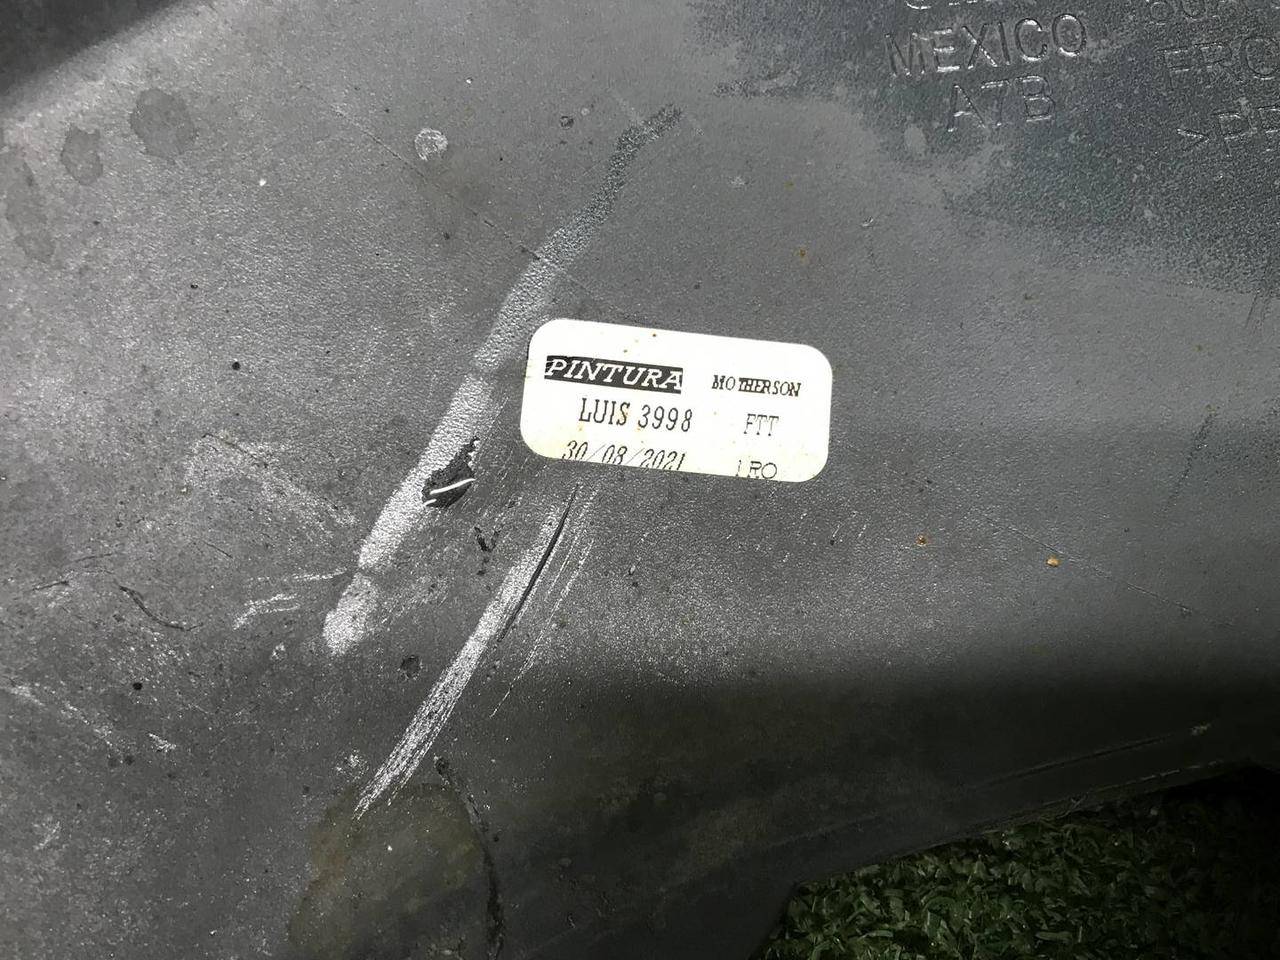 MEXICO
A7B
PINTURA MOTHERSON
LUIS 3998 FTT
30/08/2021 1RO